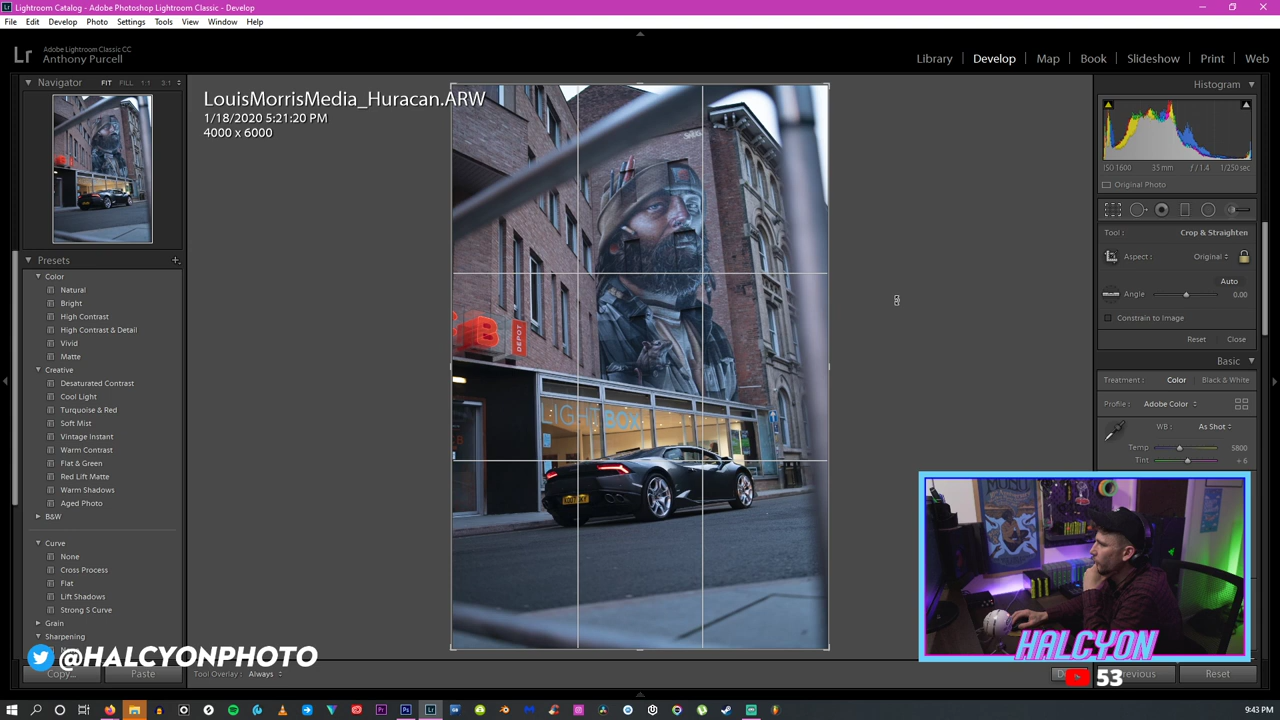 Lightroom Catalog - Adobe Photoshop Lightroom Classic - Develop
File Edit Develop Photo Settings Tools View Window Help
Lr Adobe Lightroom Classic CC
Anthony Purcell
Library | Develop | Map | Book | Slideshow | Print | Web
Navigator FIT FILL 1:1 3:1
LouisMorrisMedia_Huracan.ARW
1/18/2020 5:21:20 PM
4000 x 6000
Histogram
ISO 1600 35 mm ƒ / 1.4 1/250 sec
Original Photo
Tool : Crop & Straighten
Aspect : Original
Auto
Angle 0.00
Constrain to Image
Reset Close
Basic
Treatment : Color Black & White
Profile : Adobe Color
WB : As Shot
Temp 5800
Tint + 6
Presets +
Color
Natural
Bright
High Contrast
High Contrast & Detail
Vivid
Matte
Creative
Desaturated Contrast
Cool Light
Turquoise & Red
Soft Mist
Vintage Instant
Warm Contrast
Flat & Green
Red Lift Matte
Warm Shadows
Aged Photo
B&W
Curve
None
Cross Process
Flat
Lift Shadows
Strong S Curve
Grain
Sharpening
B DEPOT
LIGHTBOX
@HALCYONPHOTO
HALCYON
53
Copy... Paste
Tool Overlay : Always
Previous Reset
Lr
9:43 PM